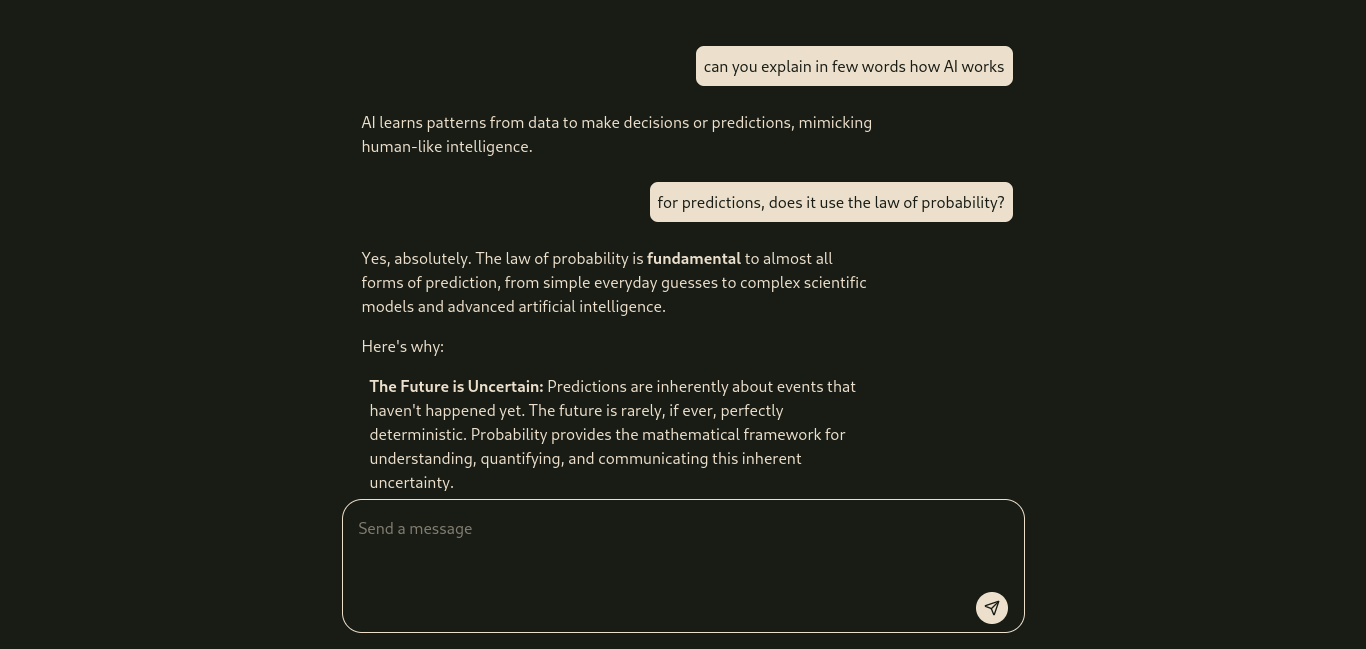 can you explain in few words how AI works
AI learns patterns from data to make decisions or predictions, mimicking
human-like intelligence.
for predictions, does it use the law of probability?
Yes, absolutely. The law of probability is fundamental to almost all
forms of prediction, from simple everyday guesses to complex scientific
models and advanced artificial intelligence.
Here's why:
The Future is Uncertain: Predictions are inherently about events that
haven't happened yet. The future is rarely, if ever, perfectly
deterministic. Probability provides the mathematical framework for
understanding, quantifying, and communicating this inherent
uncertainty.
Send a message